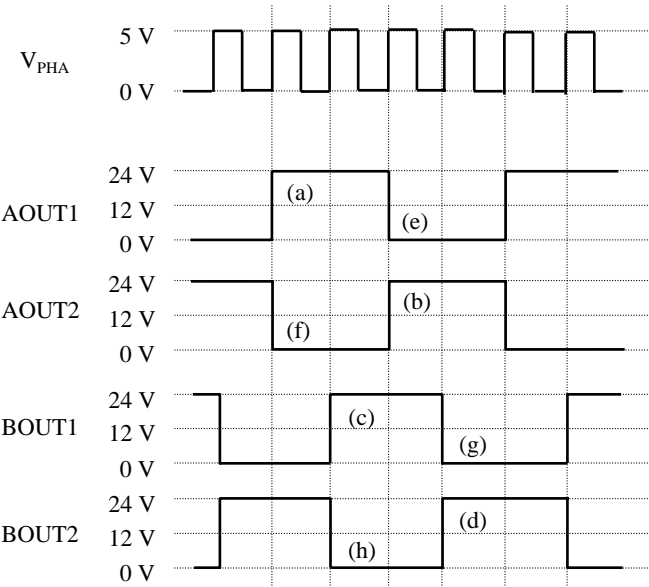 5 V
V_PHA
0 V
24 V
(a)
12 V
AOUT1
(e)
0 V
24 V
AOUT2
(b)
12 V
(f)
0 V
24 V
(c)
BOUT1
12 V
(g)
0 V
24 V
(d)
BOUT2
12 V
(h)
0 V